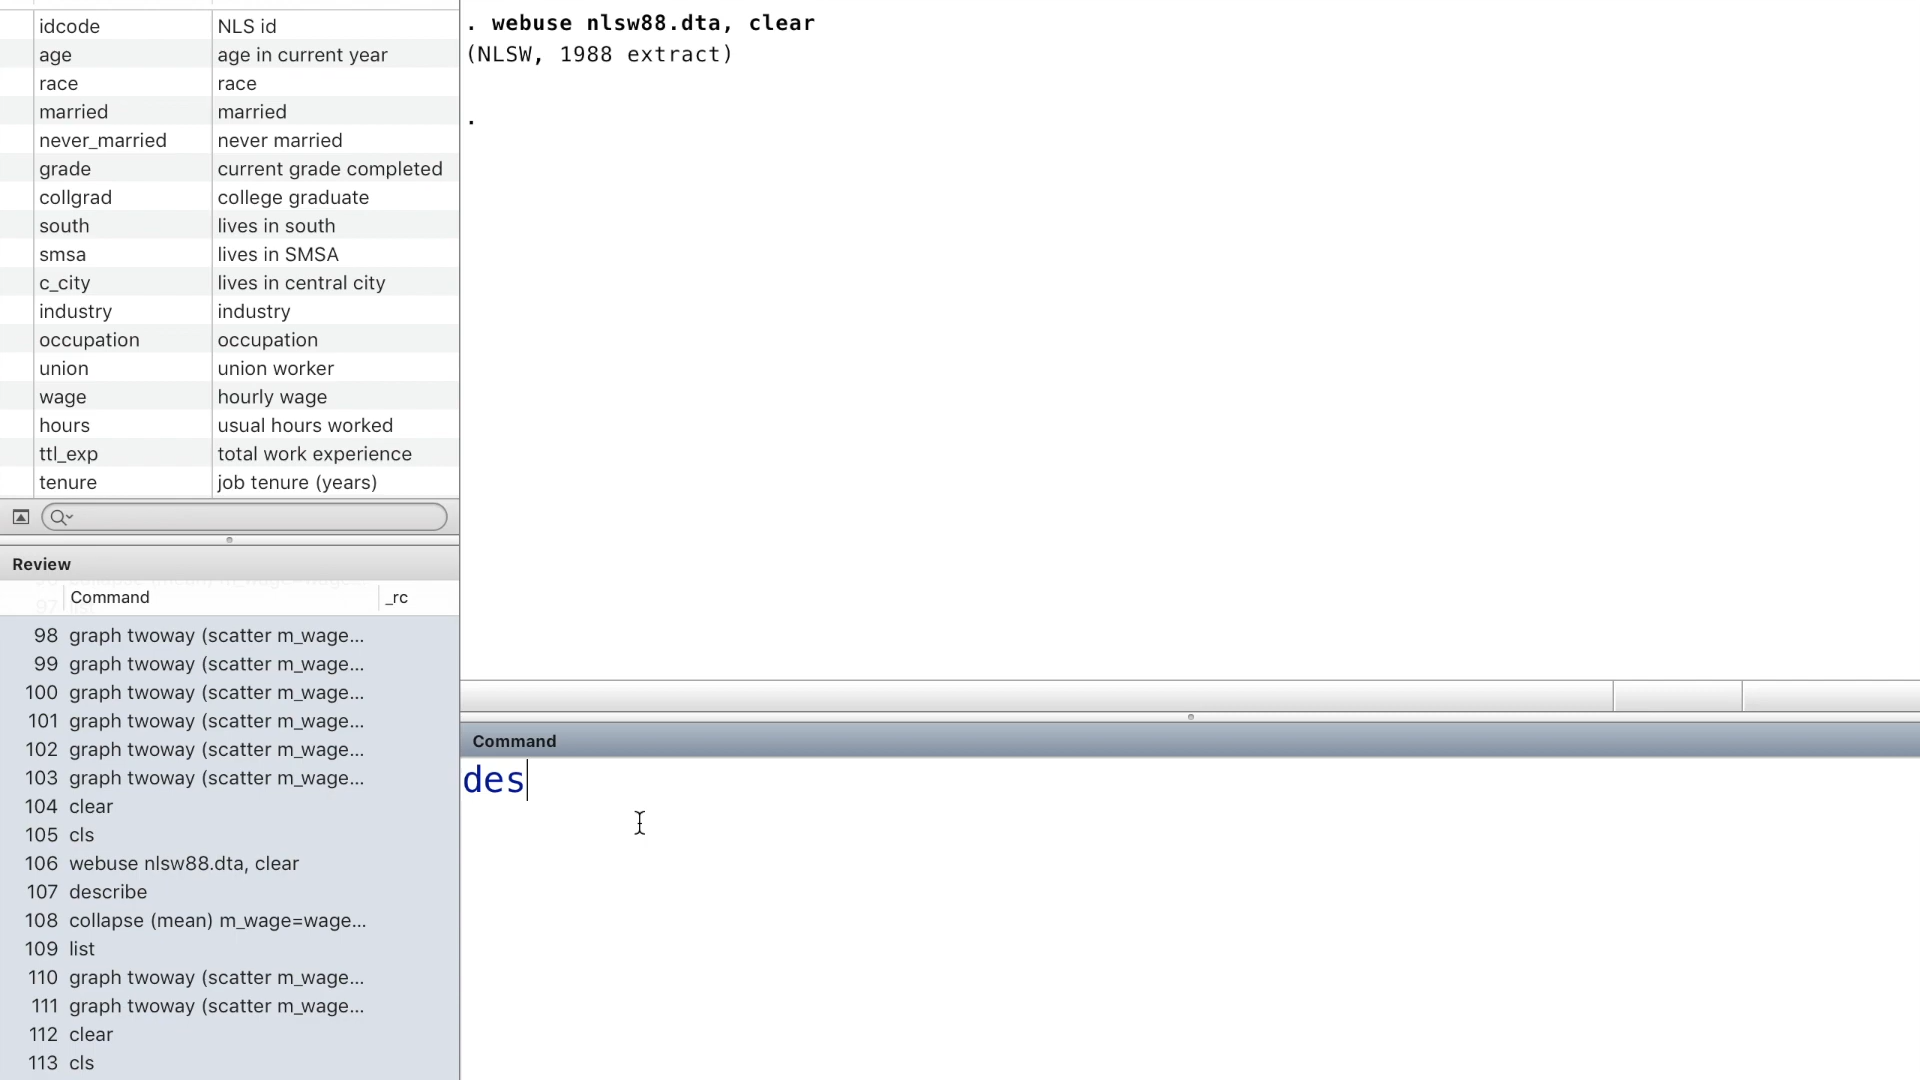 idcode NLS id
age age in current year
race race
married married
never_married never married
grade current grade completed
collgrad college graduate
south lives in south
smsa lives in SMSA
c_city lives in central city
industry industry
occupation occupation
union union worker
wage hourly wage
hours usual hours worked
ttl_exp total work experience
tenure job tenure (years)
Review
Command _rc
97 list
98 graph twoway (scatter m_wage...
99 graph twoway (scatter m_wage...
100 graph twoway (scatter m_wage...
101 graph twoway (scatter m_wage...
102 graph twoway (scatter m_wage...
103 graph twoway (scatter m_wage...
104 clear
105 cls
106 webuse nlsw88.dta, clear
107 describe
108 collapse (mean) m_wage=wage...
109 list
110 graph twoway (scatter m_wage...
111 graph twoway (scatter m_wage...
112 clear
113 cls
. webuse nlsw88.dta, clear
(NLSW, 1988 extract)
.
Command
des